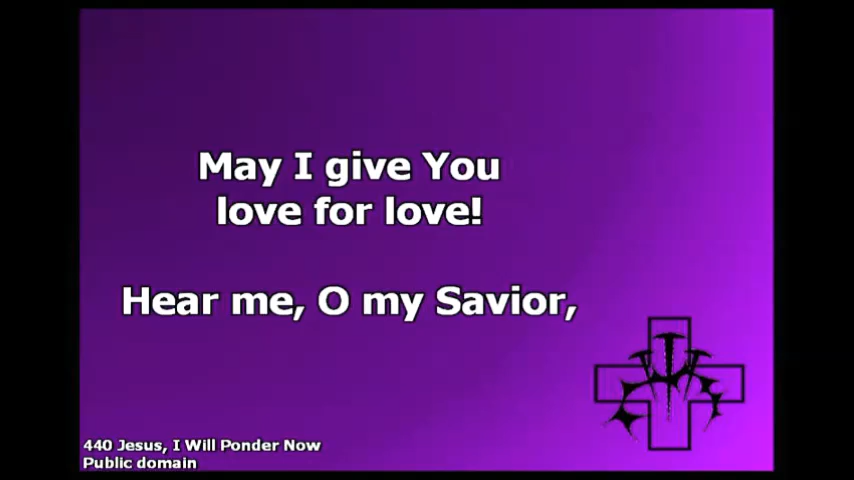 May I give You
love for love!
Hear me, O my Savior,
440 Jesus, I Will Ponder Now
Public domain